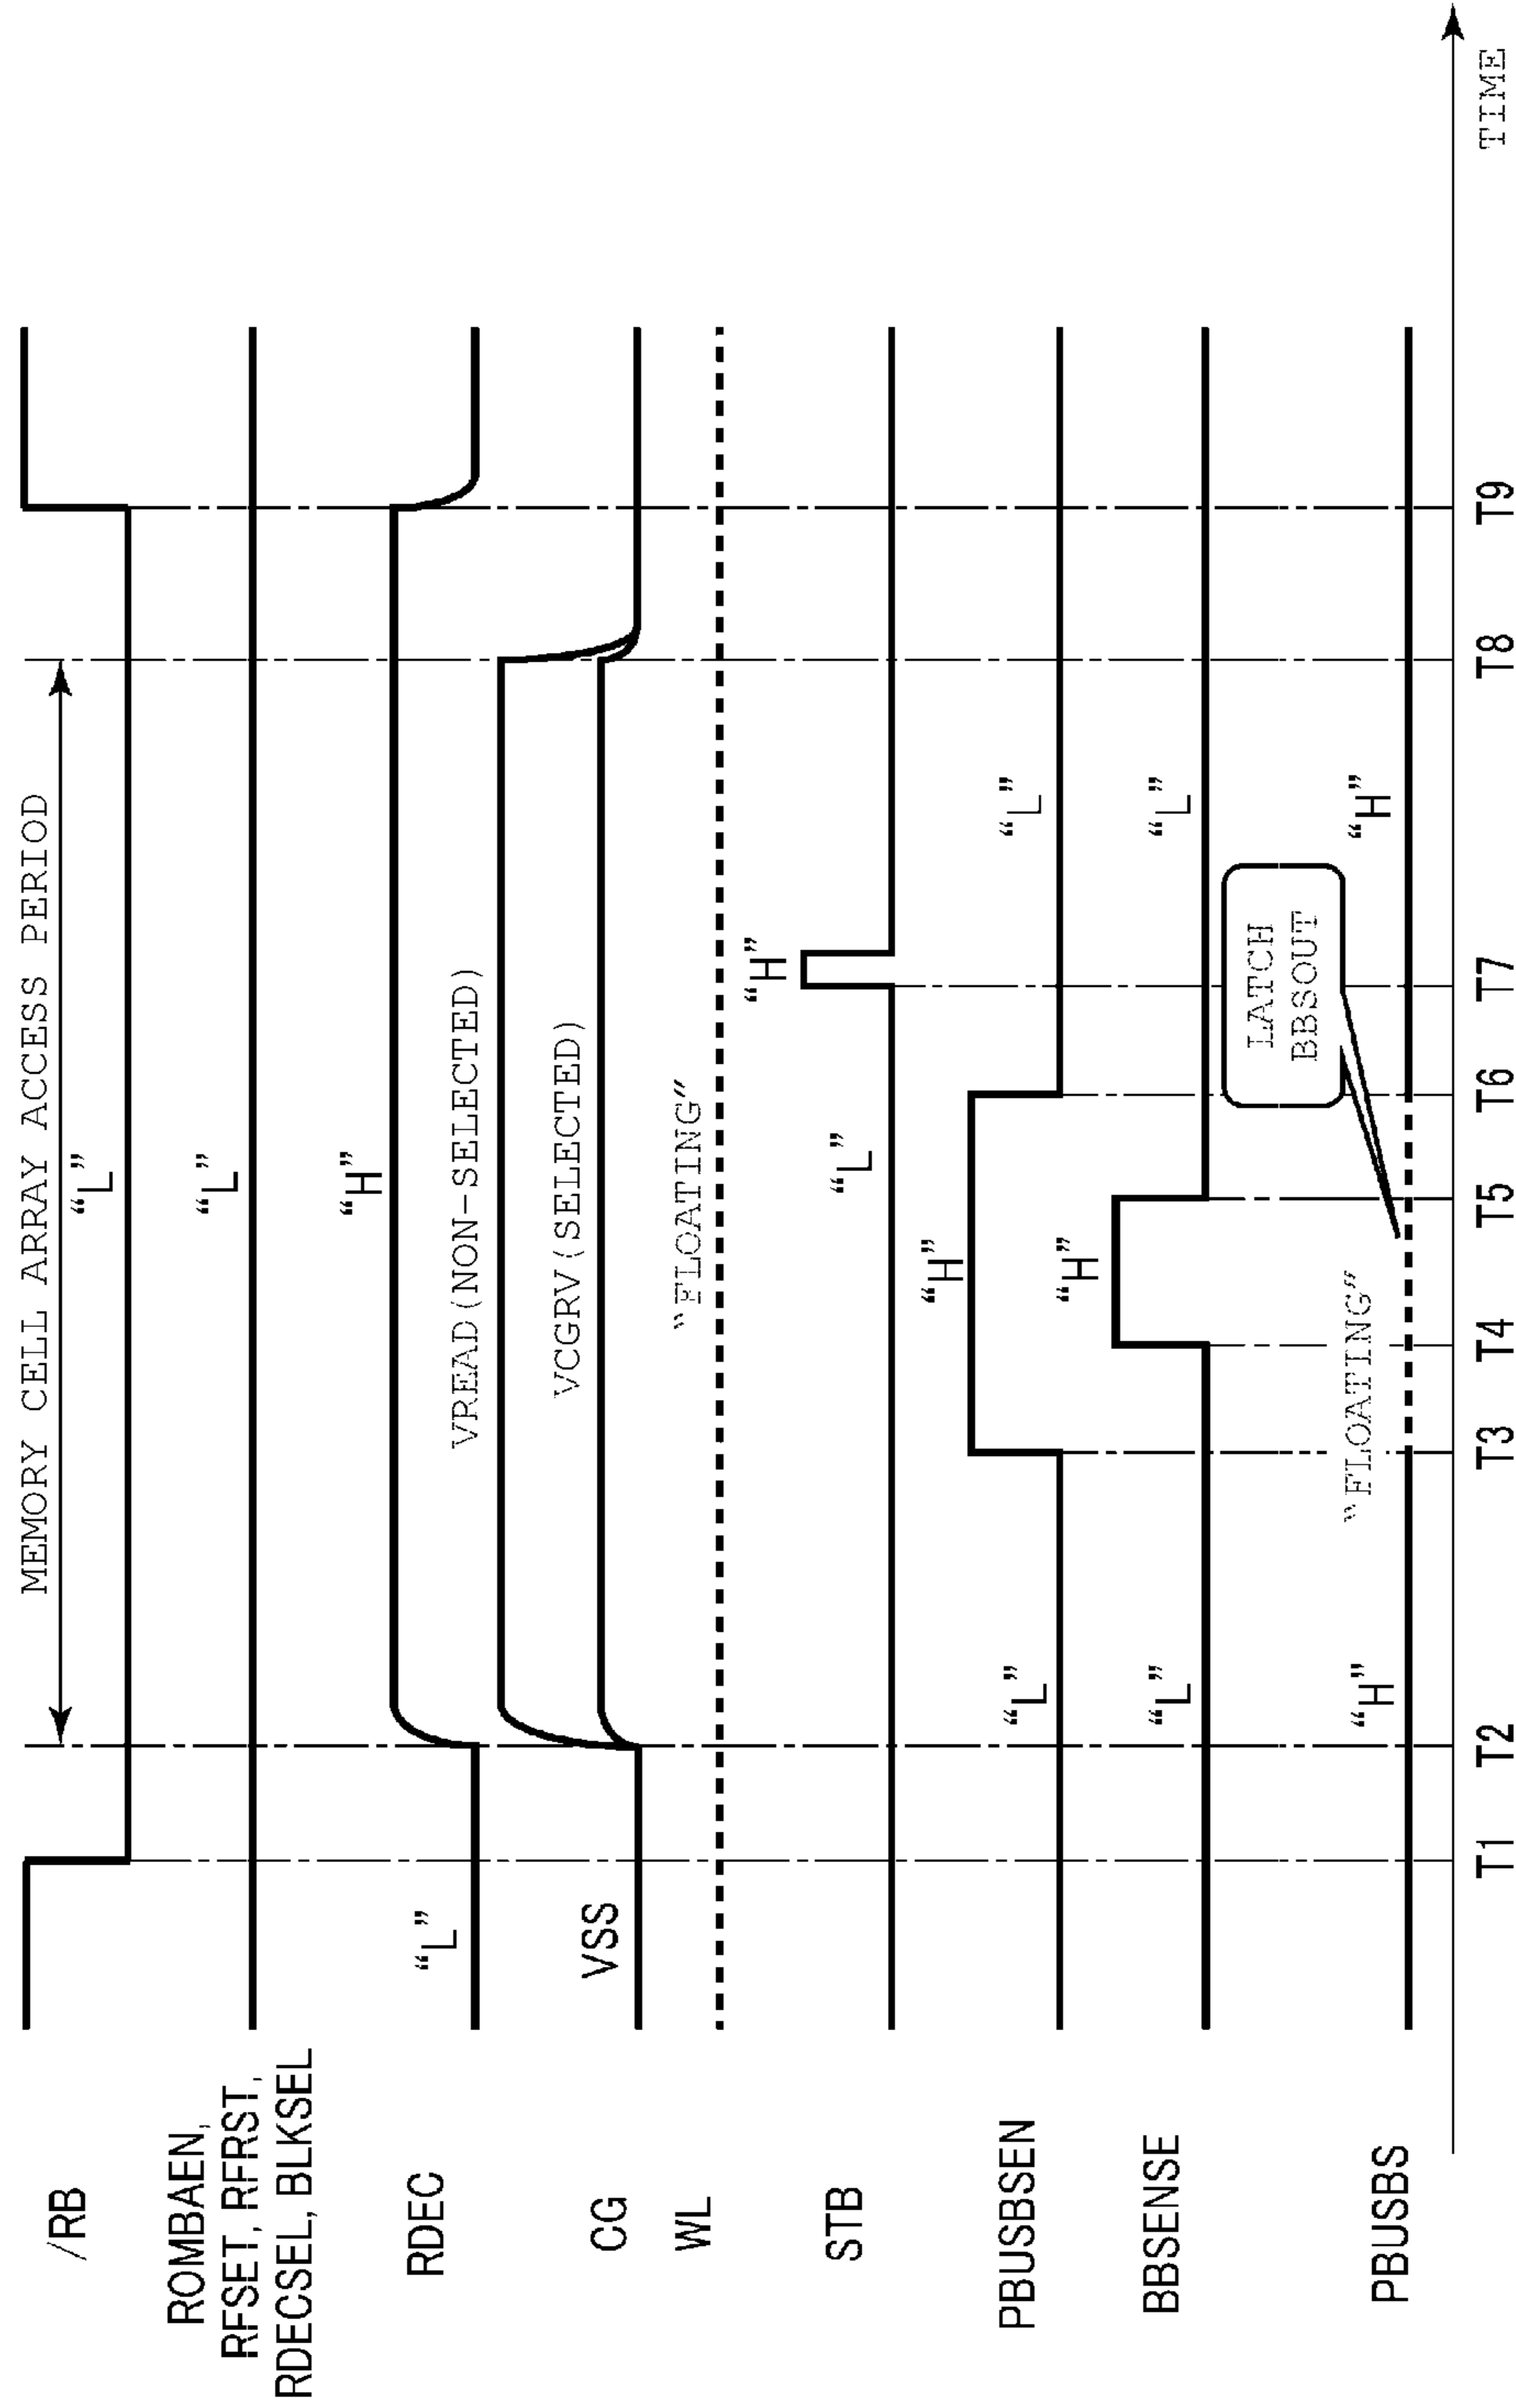 MEMORY CELL ARRAY ACCESS PERIOD
/RB
“L”
ROMBAEN,
RFSET, RFRST,
RDECSEL, BLKSEL
“L”
RDEC
“L”
“H”
VREAD(NON-SELECTED)
CG
VSS
VCGRV(SELECTED)
WL
“FLOATING”
STB
“L”
“H”
PBUSBSEN
“L”
“H”
“L”
BBSENSE
“L”
“H”
“L”
PBUSBS
“H”
“FLOATING”
LATCH
BBSOUT
“H”
T1 T2 T3 T4 T5 T6 T7 T8 T9
TIME